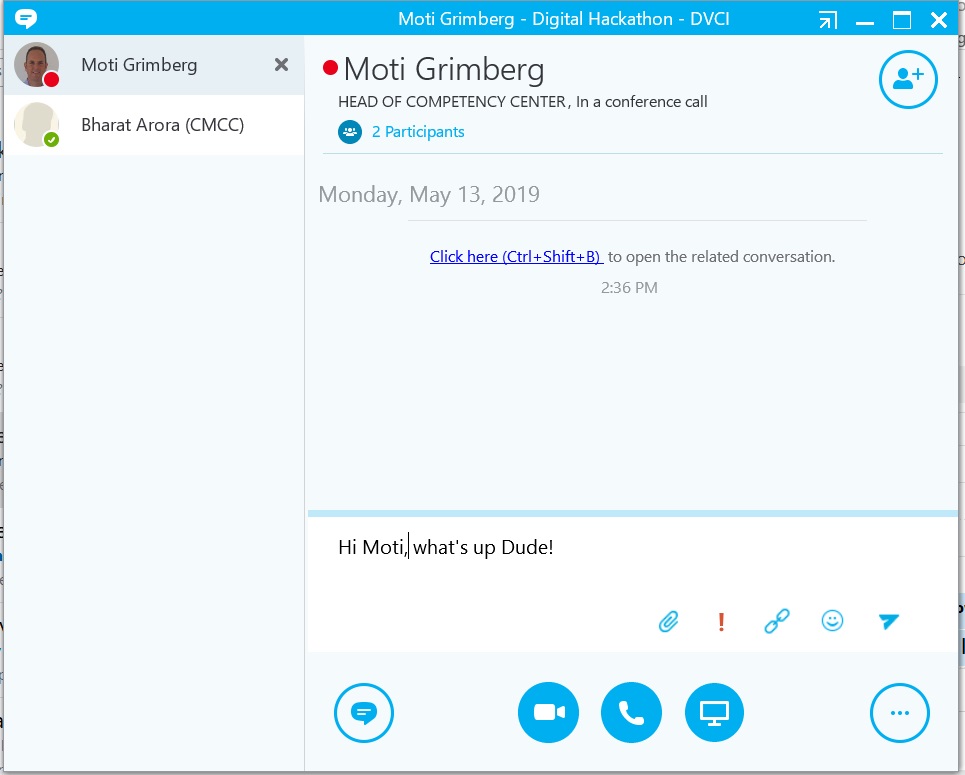 Moti Grimberg - Digital Hackathon - DVCI
Moti Grimberg
Bharat Arora (CMCC)
Moti Grimberg
HEAD OF COMPETENCY CENTER, In a conference call
2 Participants
Monday, May 13, 2019
Click here (Ctrl+Shift+B) to open the related conversation.
2:36 PM
Hi Moti, what's up Dude!